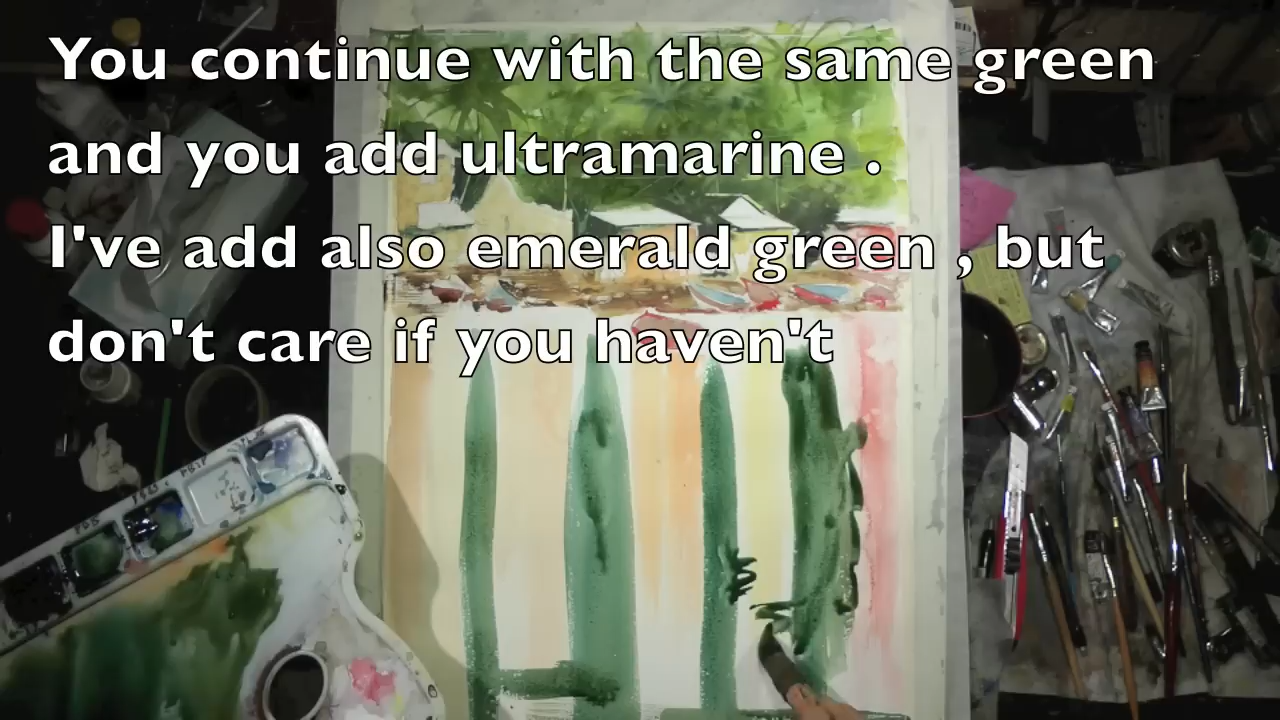 You continue with the same green
and you add ultramarine .
I've add also emerald green , but
don't care if you haven't